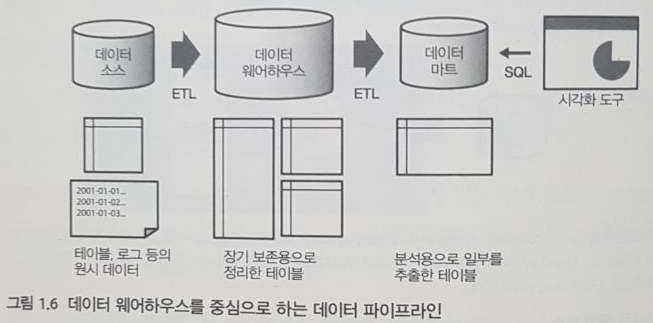 데이터
소스
ETL
데이터
웨어하우스
ETL
데이터
마트
SQL
시각화 도구
2001-01-01...
2001-01-02...
2001-01-03...
테이블, 로그 등의
원시 데이터
장기 보존용으로
정리한 테이블
분석용으로 일부를
추출한 테이블
그림 1.6 데이터 웨어하우스를 중심으로 하는 데이터 파이프라인